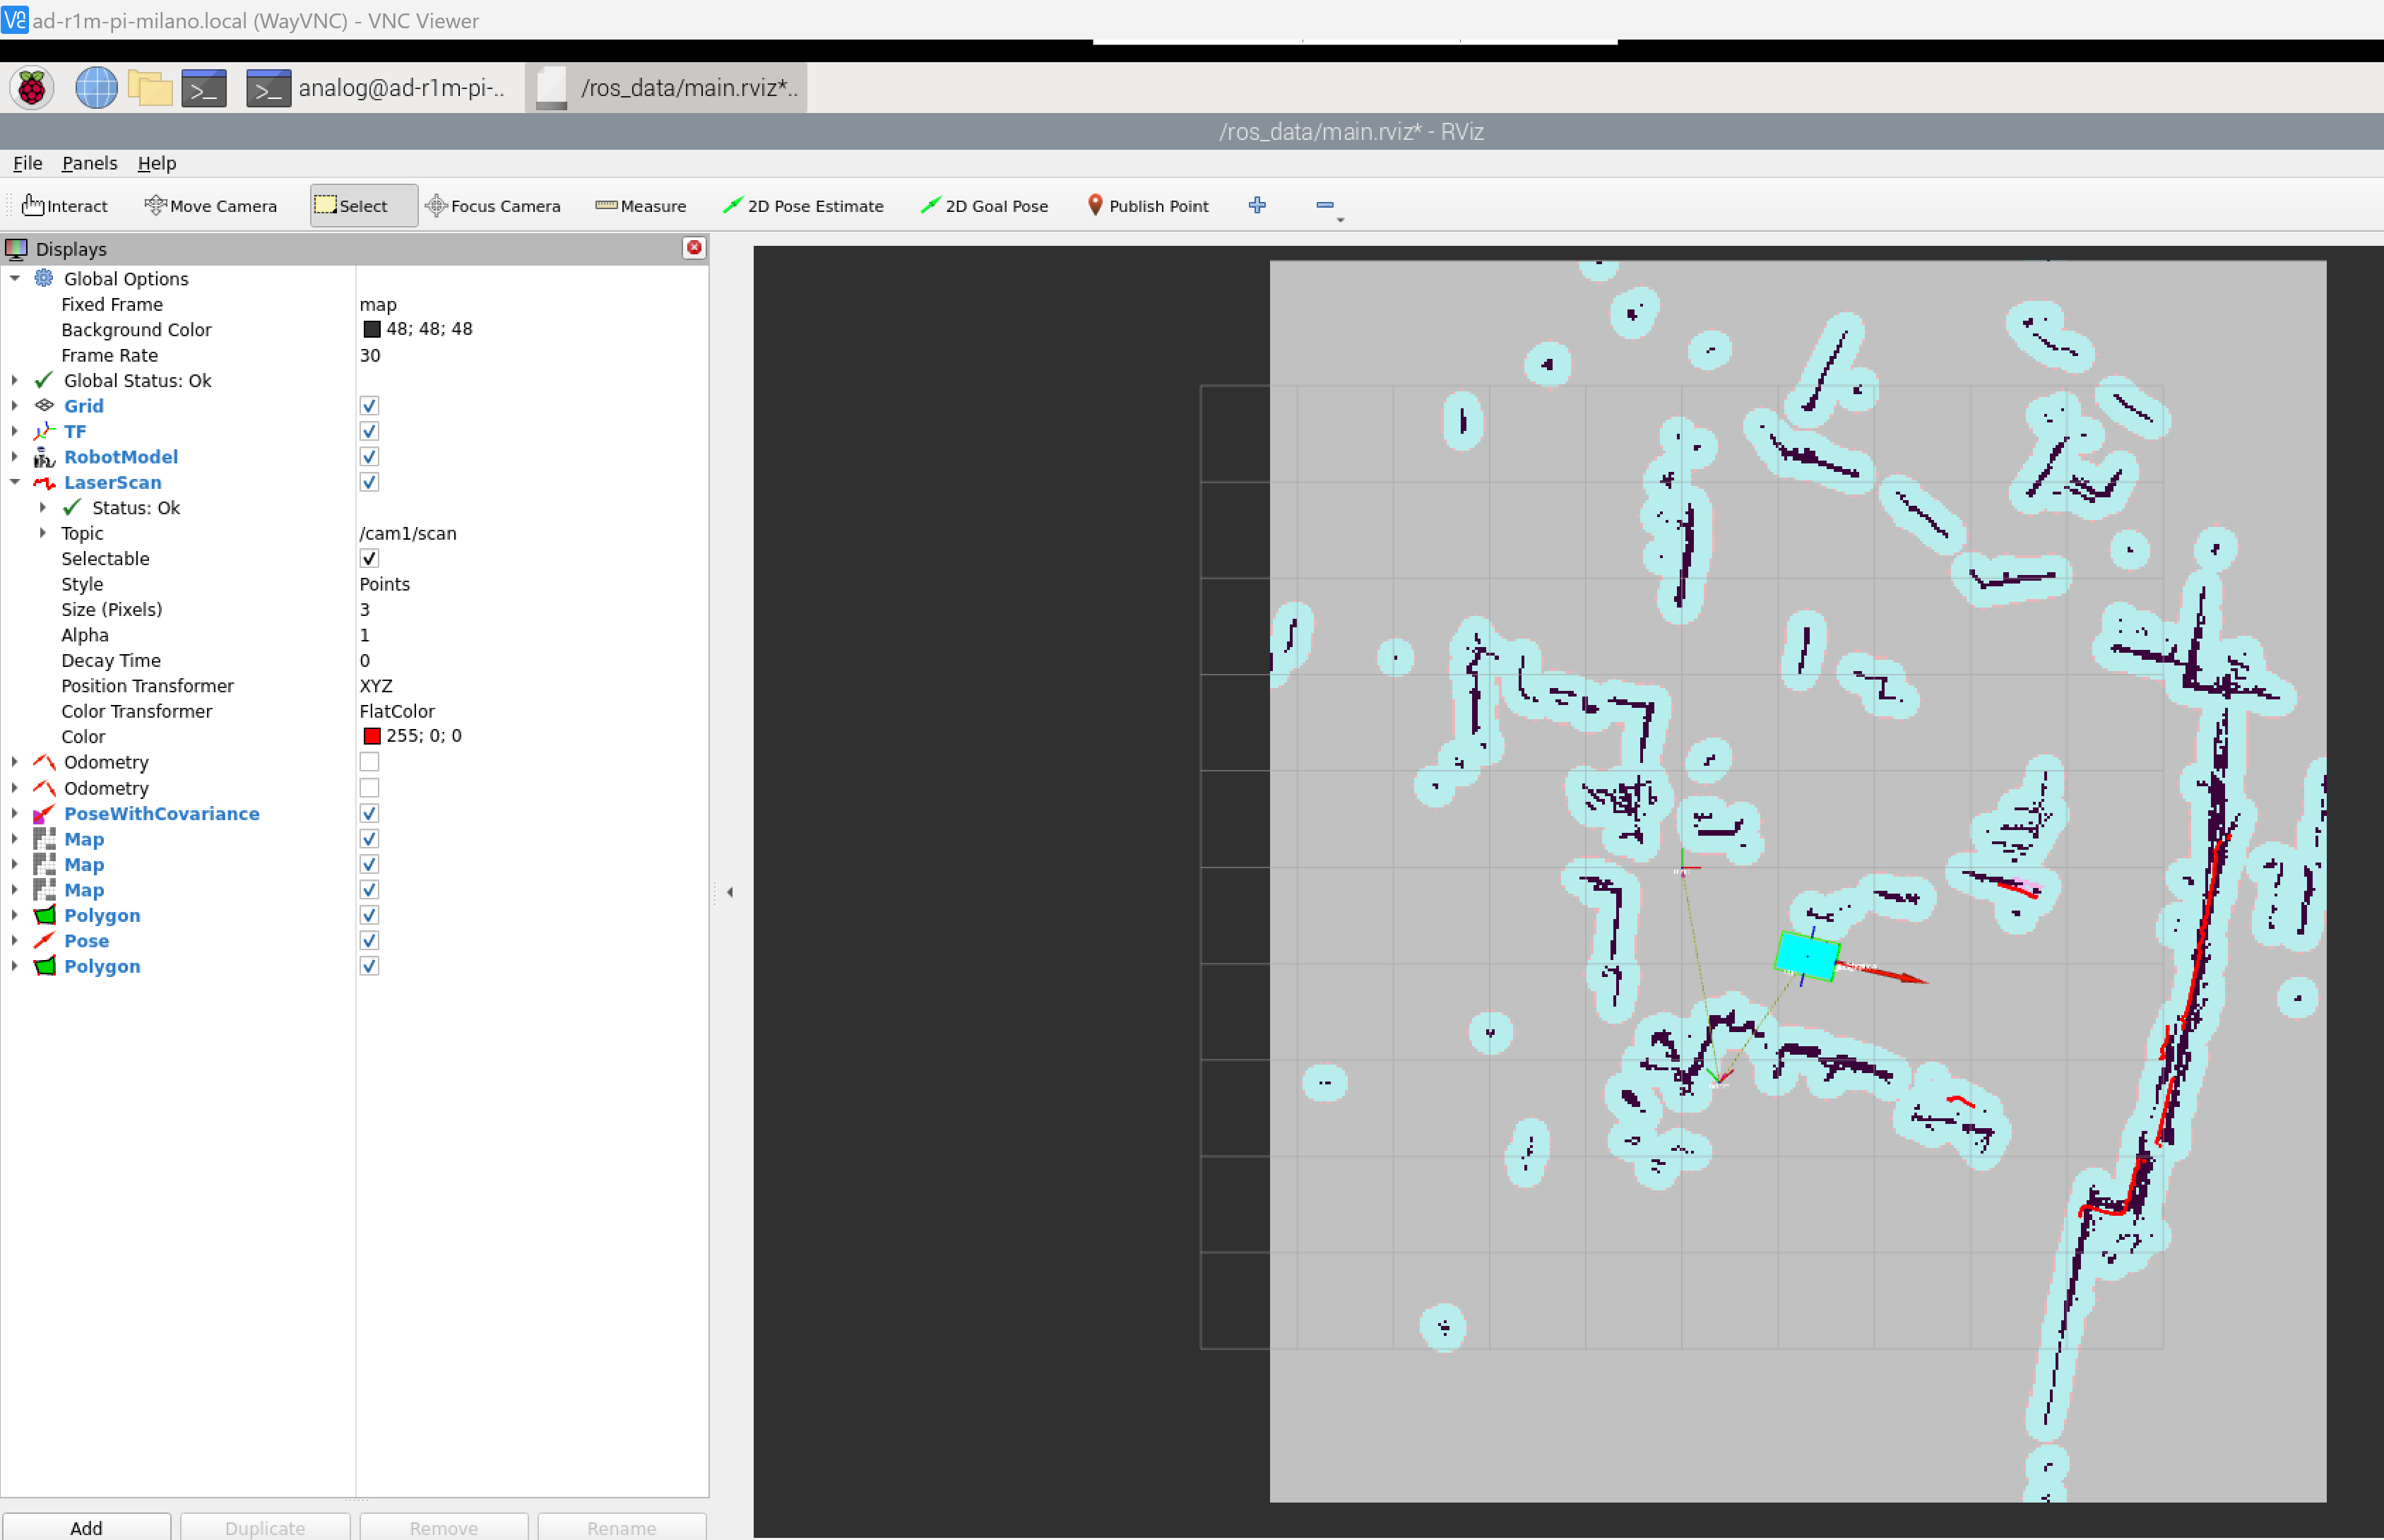 ad-r1m-pi-milano.local (WayVNC) - VNC Viewer
analog@ad-r1m-pi-..
/ros_data/main.rviz*..
/ros_data/main.rviz* - RViz
File Panels Help
Interact Move Camera Select Focus Camera Measure 2D Pose Estimate 2D Goal Pose Publish Point
Displays
Global Options
Fixed Frame map
Background Color 48; 48; 48
Frame Rate 30
Global Status: Ok
Grid
TF
RobotModel
LaserScan
Status: Ok
Topic /cam1/scan
Selectable
Style Points
Size (Pixels) 3
Alpha 1
Decay Time 0
Position Transformer XYZ
Color Transformer FlatColor
Color 255; 0; 0
Odometry
Odometry
PoseWithCovariance
Map
Map
Map
Polygon
Pose
Polygon
Add Duplicate Remove Rename